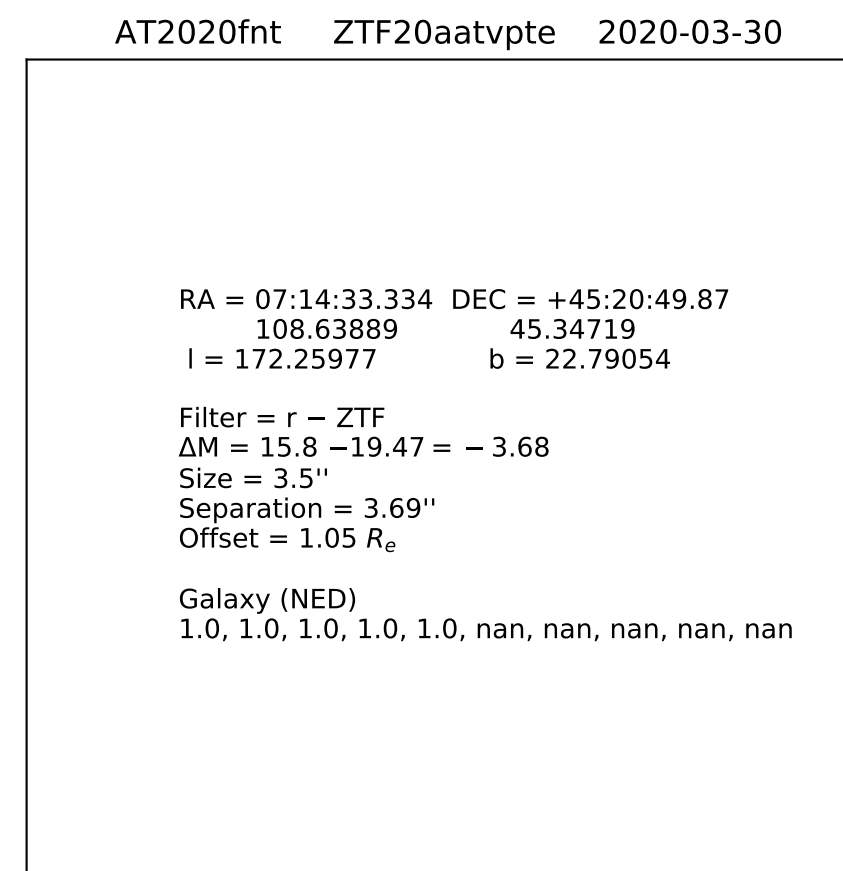 AT2020fnt ZTF20aatvpte 2020-03-30
RA = 07:14:33.334 DEC = +45:20:49.87
108.63889 45.34719
l = 172.25977 b = 22.79054
Filter = r − ZTF
ΔM = 15.8 −19.47 = − 3.68
Size = 3.5''
Separation = 3.69''
Offset = 1.05 Re
Galaxy (NED)
1.0, 1.0, 1.0, 1.0, 1.0, nan, nan, nan, nan, nan